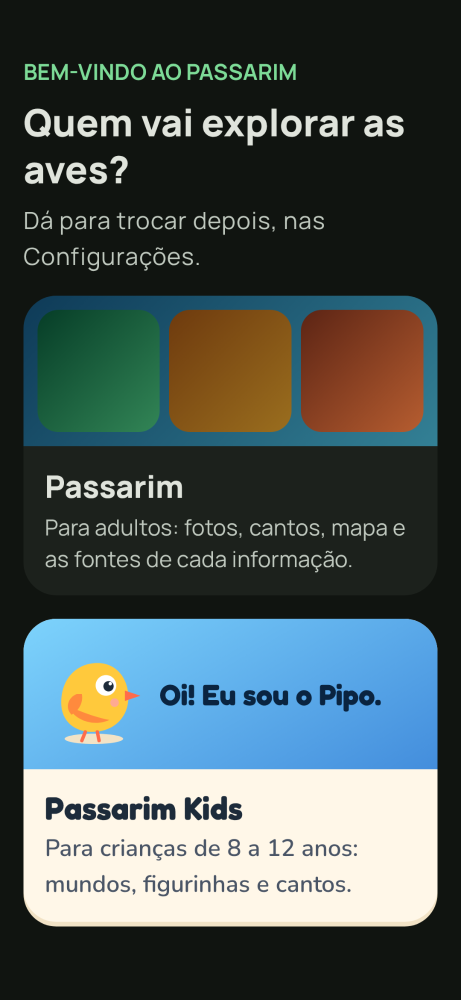 BEM-VINDO AO PASSARIM
Quem vai explorar as
aves?
Dá para trocar depois, nas
Configurações.
Passarim
Para adultos: fotos, cantos, mapa e
as fontes de cada informação.
Oi! Eu sou o Pipo.
Passarim Kids
Para crianças de 8 a 12 anos:
mundos, figurinhas e cantos.